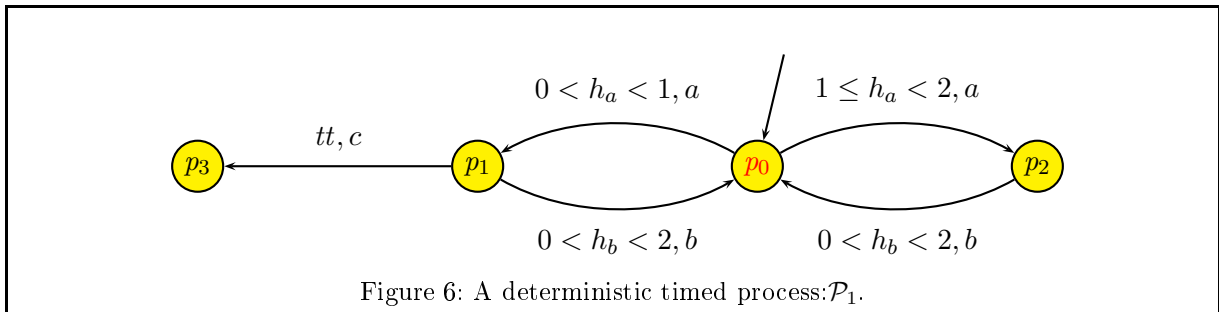 0 < h_a < 1, a
1 ≤ h_a < 2, a
tt, c
p_3
p_1
p_0
p_2
0 < h_b < 2, b
0 < h_b < 2, b
Figure 6: A deterministic timed process:𝒫_1.